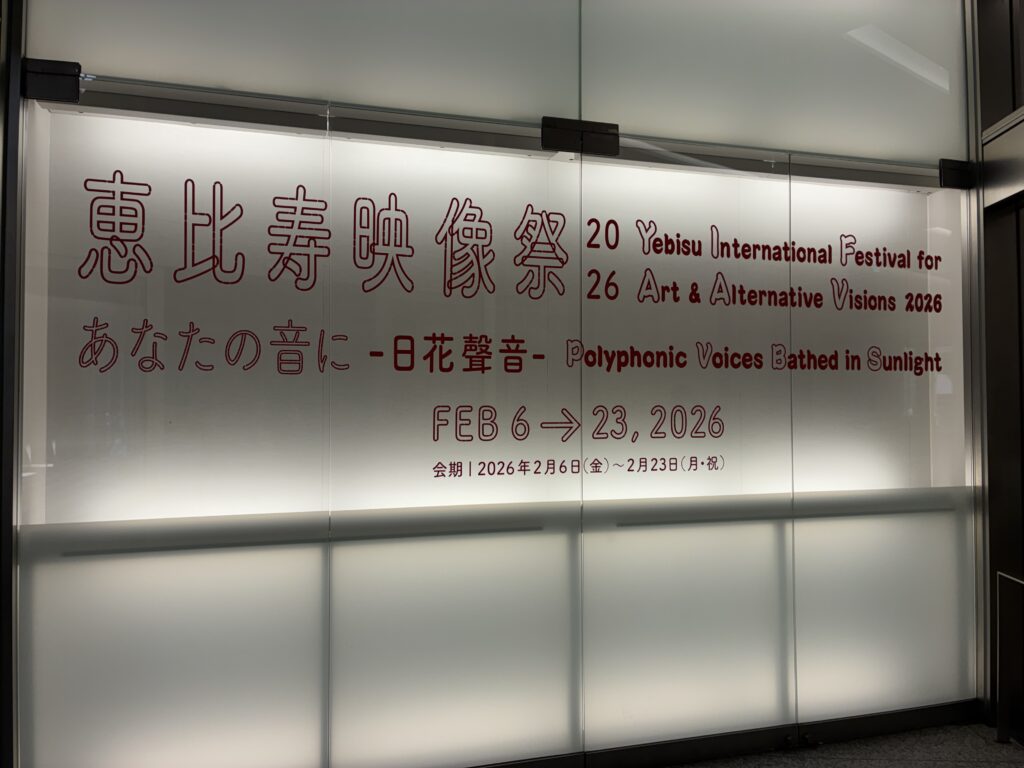 恵比寿映像祭 2026 Yebisu International Festival for Art & Alternative Visions 2026
あなたの音に -日花聲音- Polyphonic Voices Bathed in Sunlight
FEB 6 → 23, 2026
会期 | 2026年2月6日(金)～2月23日(月・祝)